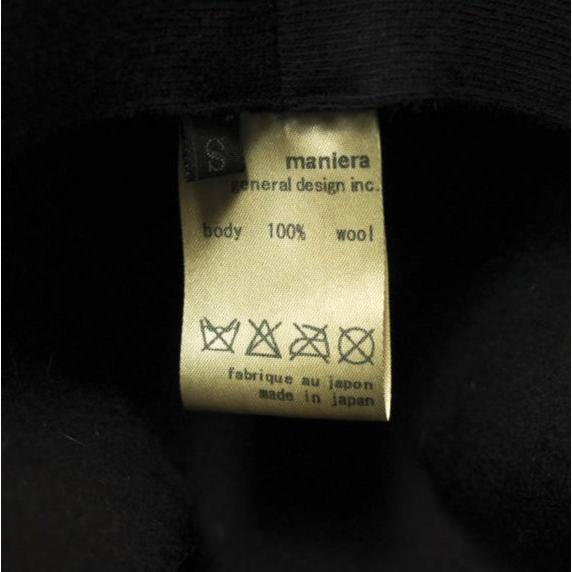 S
maniera
general design inc.
body 100% wool
fabrique au japon
made in japan